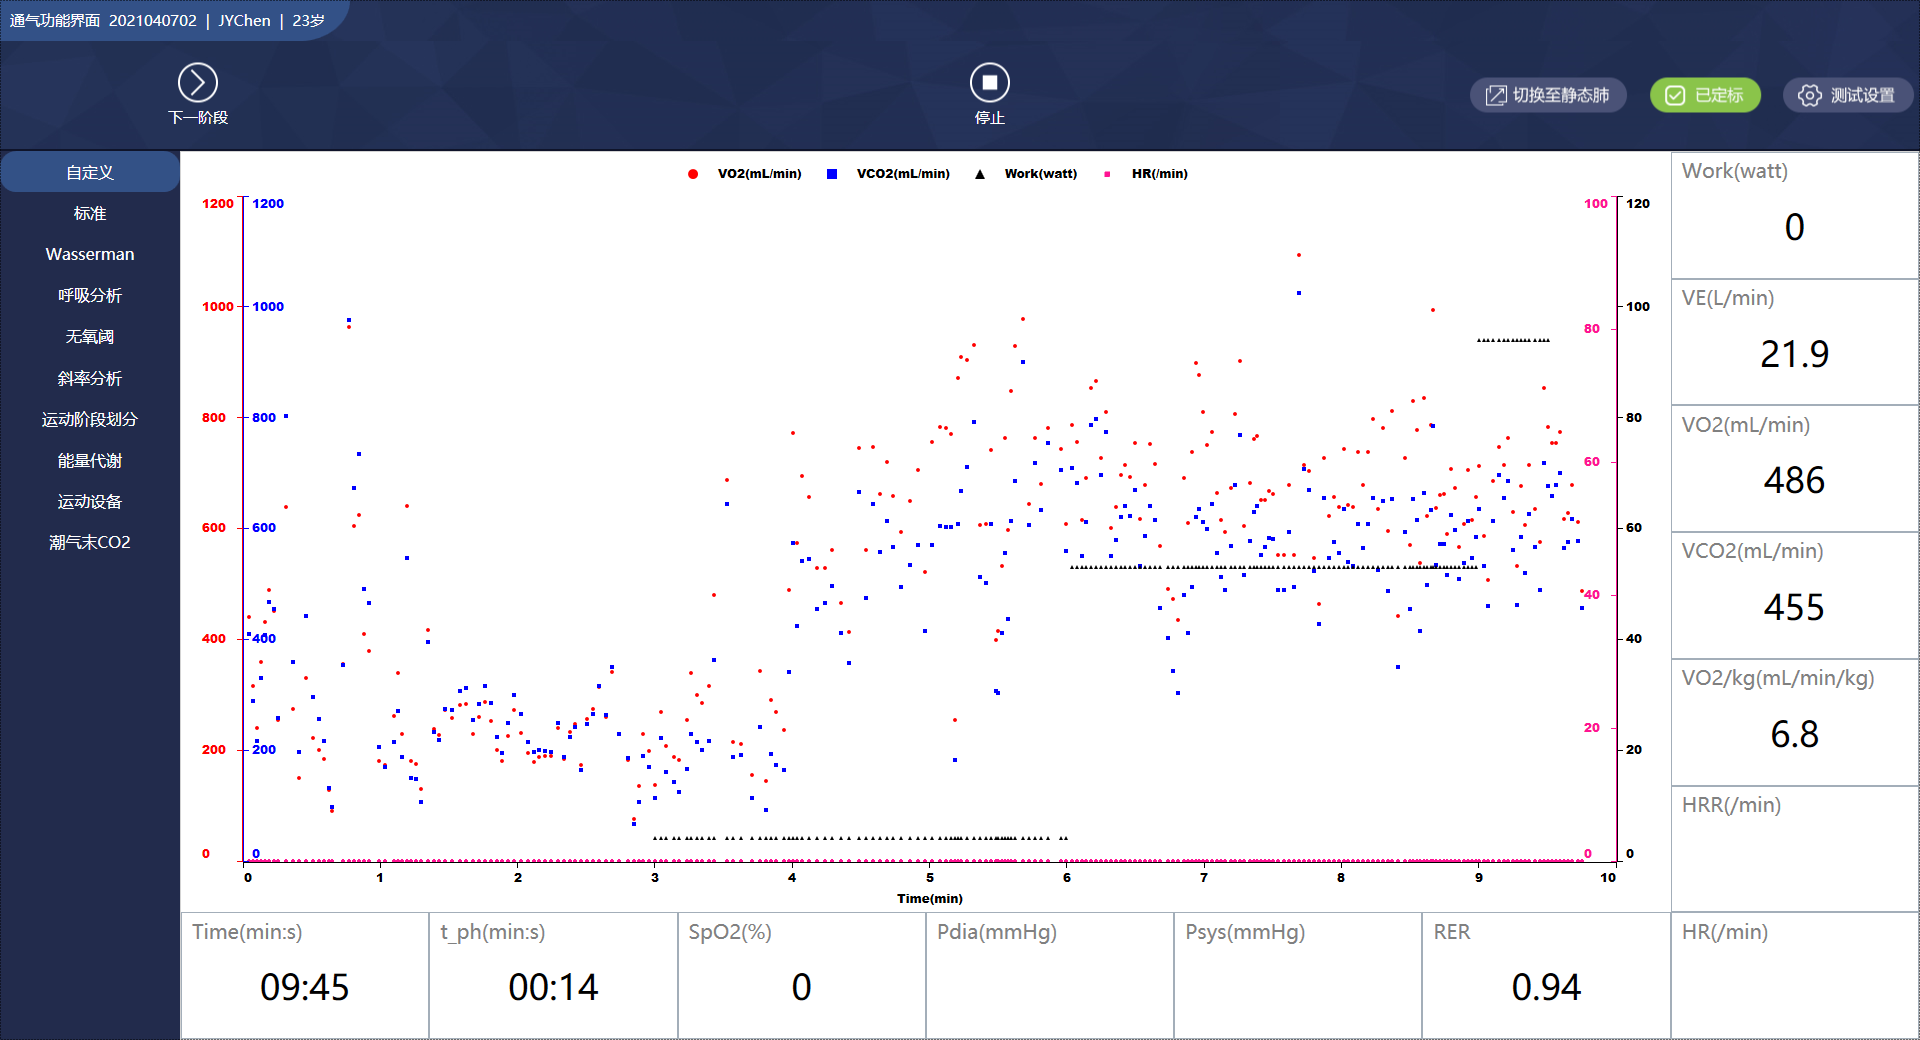 通气功能界面 2021040702 | JYChen | 23岁
下一阶段
停止
切换至静态肺
已定标
测试设置
自定义
标准
Wasserman
呼吸分析
无氧阈
斜率分析
运动阶段划分
能量代谢
运动设备
潮气末CO2
VO2(mL/min) VCO2(mL/min) Work(watt) HR(/min)
1200 1200 100 120
1000 1000 100
80
800 800 80
60
600 600 60
40
400 400 40
20
200 200 20
0 0 0 0
0 1 2 3 4 5 6 7 8 9 10
Time(min)
Work(watt)
0
VE(L/min)
21.9
VO2(mL/min)
486
VCO2(mL/min)
455
VO2/kg(mL/min/kg)
6.8
HRR(/min)
Time(min:s) t_ph(min:s) SpO2(%) Pdia(mmHg) Psys(mmHg) RER HR(/min)
09:45 00:14 0 0.94